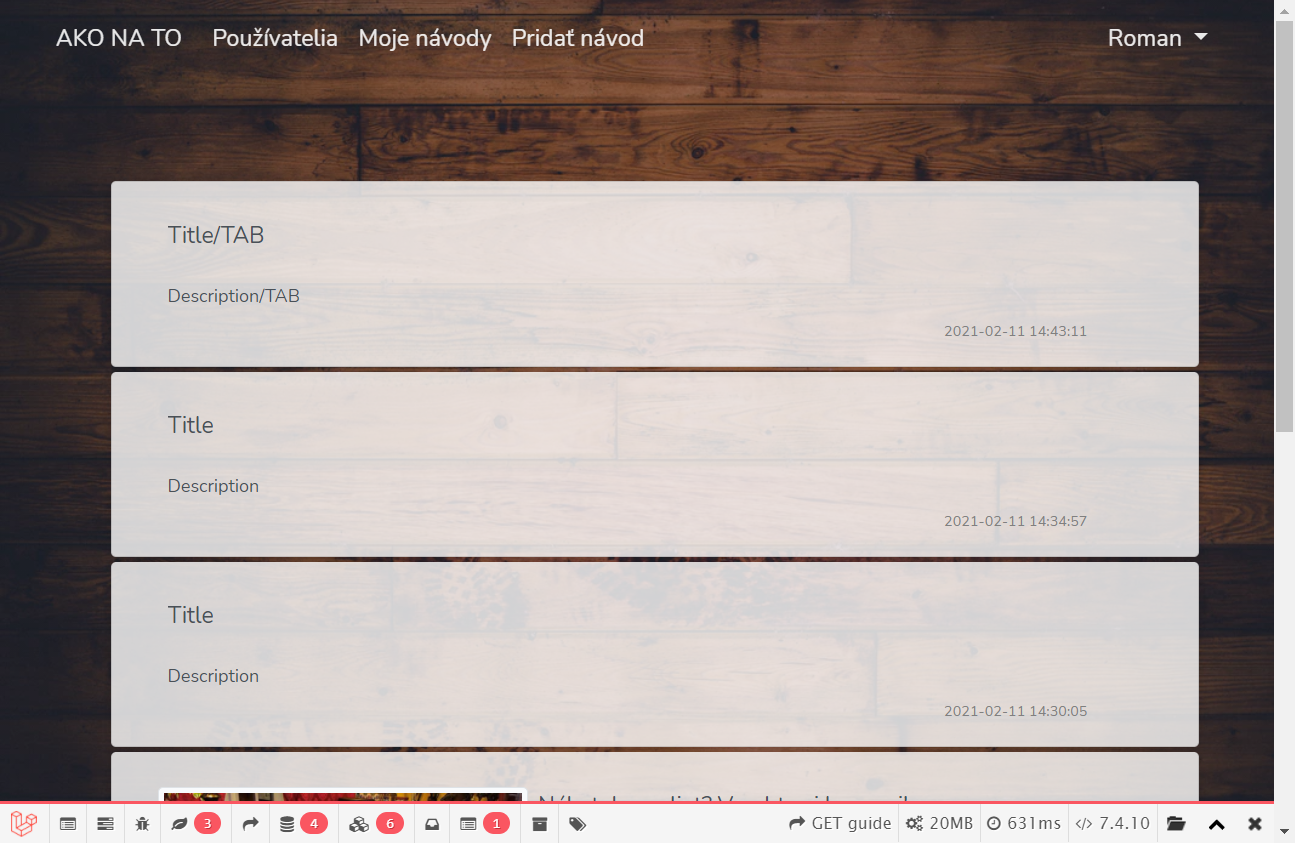 AKO NA TO Používatelia Moje návody Pridať návod Roman
Title/TAB
Description/TAB
2021-02-11 14:43:11
Title
Description
2021-02-11 14:34:57
Title
Description
2021-02-11 14:30:05
3 4 6 1 GET guide 20MB 631ms 7.4.10